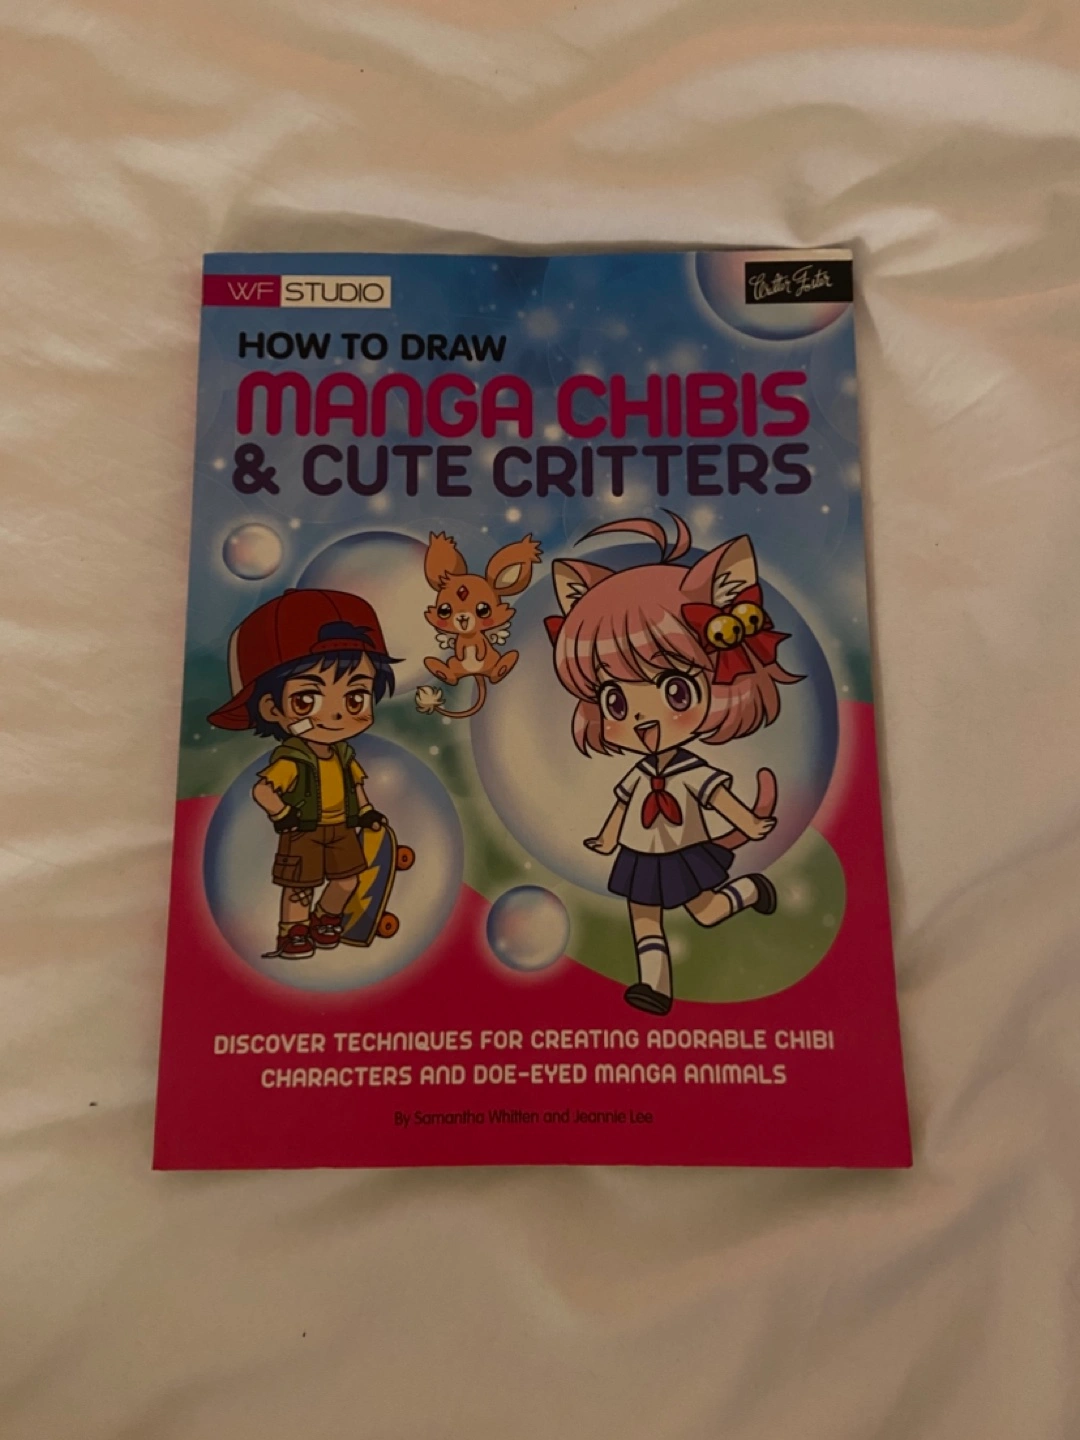 WF STUDIO
Walter Foster
HOW TO DRAW
MANGA CHIBIS
& CUTE CRITTERS
DISCOVER TECHNIQUES FOR CREATING ADORABLE CHIBI
CHARACTERS AND DOE-EYED MANGA ANIMALS
By Samantha Whitten and Jeannie Lee